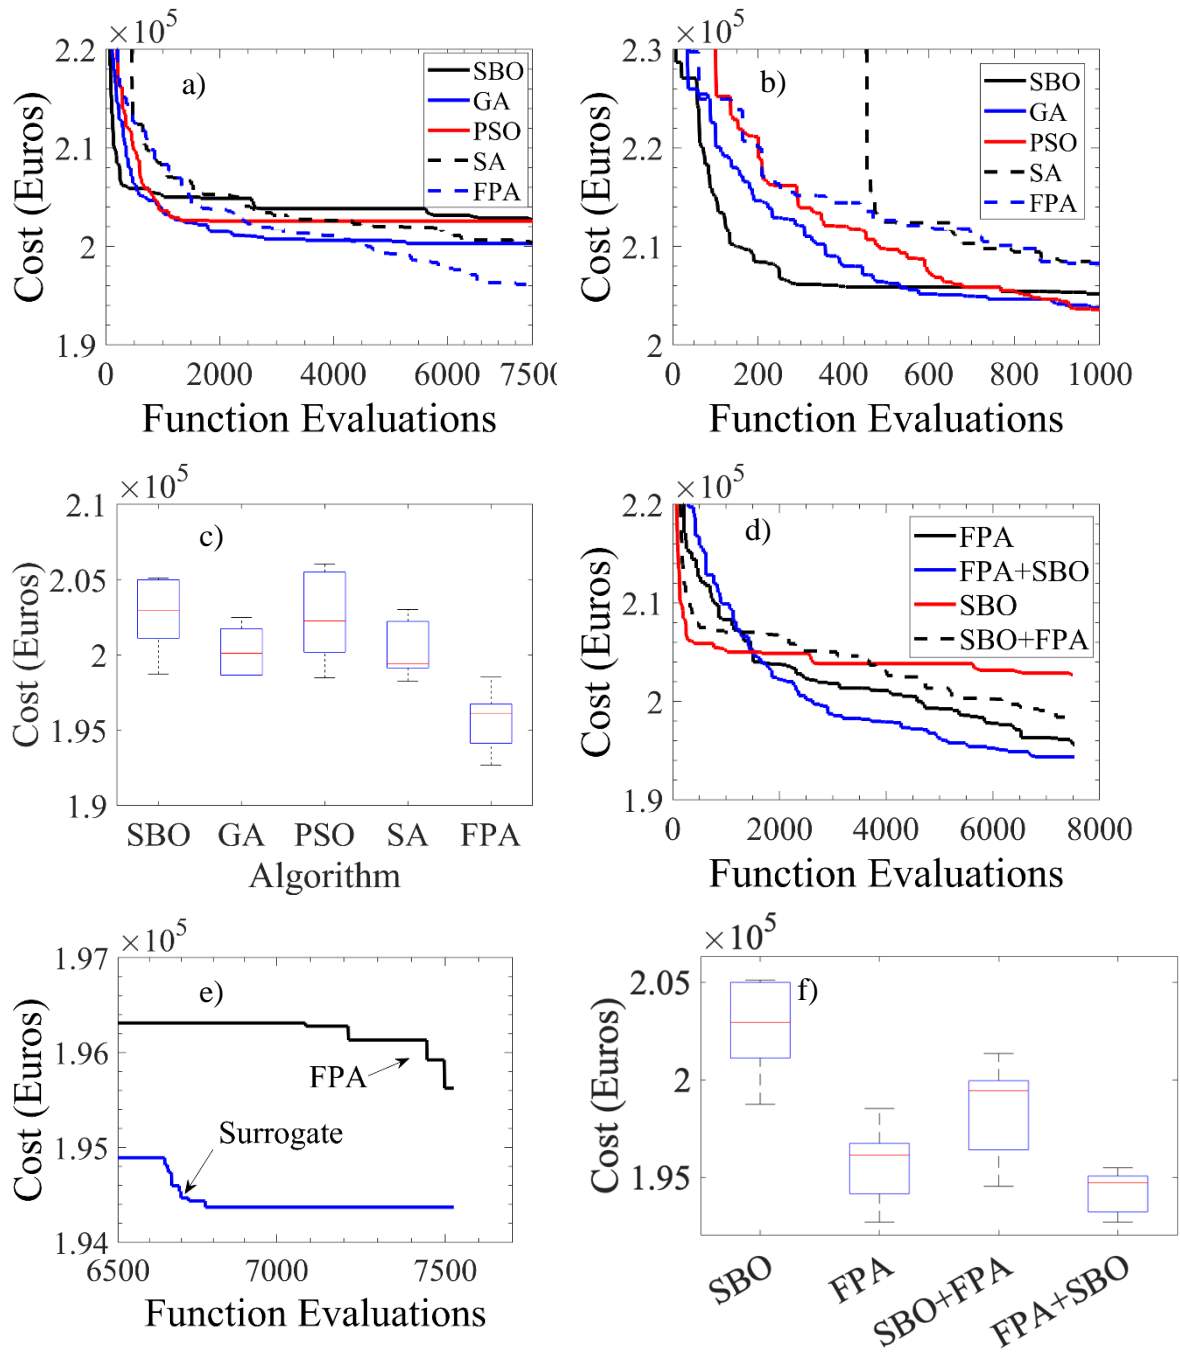 ×10^5
2.2
2.1
2
1.9
Cost (Euros)
a)
SBO
GA
PSO
SA
FPA
0 2000 4000 6000 7500
Function Evaluations
×10^5
2.3
2.2
2.1
2
Cost (Euros)
b)
SBO
GA
PSO
SA
FPA
0 200 400 600 800 1000
Function Evaluations
×10^5
2.1
2.05
2
1.95
1.9
Cost (Euros)
c)
SBO GA PSO SA FPA
Algorithm
×10^5
2.2
2.1
2
1.9
Cost (Euros)
d)
FPA
FPA+SBO
SBO
SBO+FPA
0 2000 4000 6000 8000
Function Evaluations
×10^5
1.97
1.96
1.95
1.94
Cost (Euros)
e)
FPA
Surrogate
6500 7000 7500
Function Evaluations
×10^5
2.05
2
1.95
Cost (Euros)
f)
SBO FPA SBO+FPA FPA+SBO